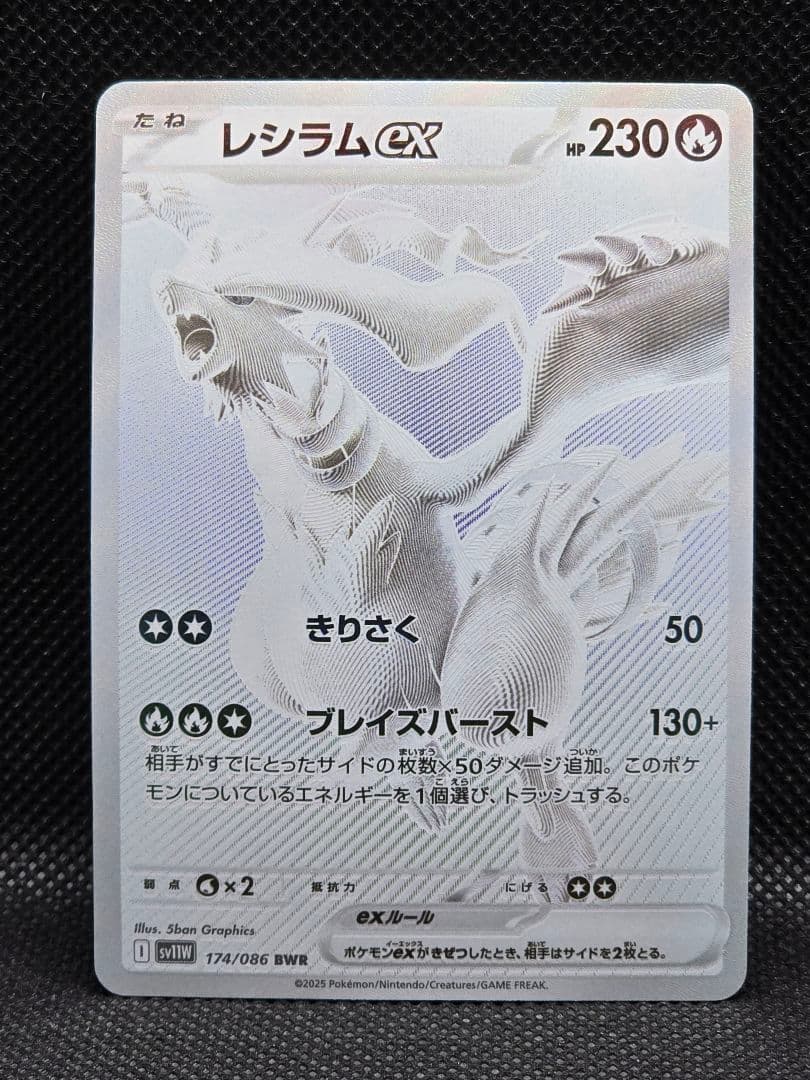 たね レシラムex HP230
きりさく 50
ブレイズバースト 130+
相手がすでにとったサイドの枚数×50ダメージ追加。このポケ
モンについているエネルギーを1個選び、トラッシュする。
弱点 ×2 抵抗力 にげる
exルール
ポケモンexがきぜつしたとき、相手はサイドを2枚とる。
Illus. 5ban Graphics
I sv11W 174/086 BWR
©2025 Pokémon/Nintendo/Creatures/GAME FREAK.